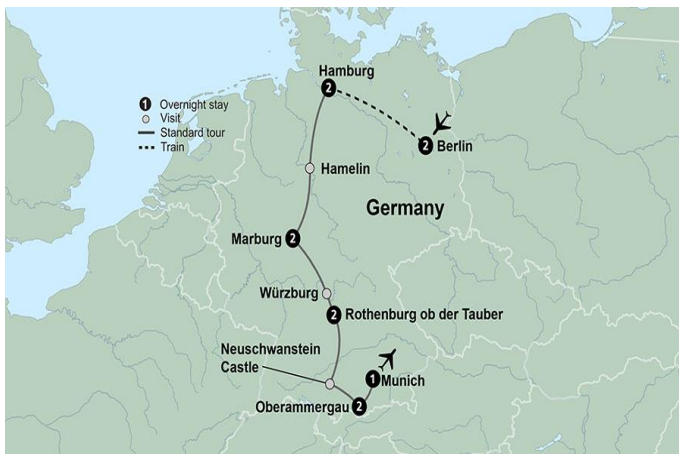 Hamburg
2
1 Overnight stay
Visit
Standard tour
Train
2 Berlin
Hamelin
Germany
Marburg 2
Würzburg
2 Rothenburg ob der Tauber
Neuschwanstein
Castle
1 Munich
Oberammergau 2